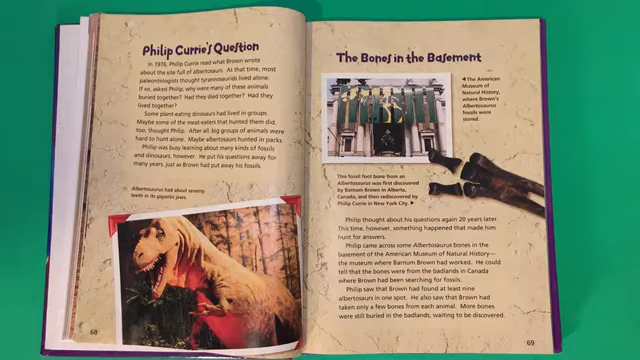 Philip Currie's Question
In 1976, Philip Currie read what Brown wrote
about the site full of albertosaurs. At that time, most
paleontologists thought tyrannosaurids lived alone.
If so, asked Philip, why were many of these animals
buried together? Had they died together? Had they
lived together?
Some plant-eating dinosaurs had lived in groups.
Maybe some of the meat-eaters that hunted them did,
too, thought Philip. After all, big groups of animals were
hard to hunt alone. Maybe albertosaurs hunted in packs.
Philip was busy learning about many kinds of fossils
and dinosaurs, however. He put his questions away for
many years, just as Brown had put away his fossils.
Albertosaurus had about seventy
teeth in its gigantic jaws.
68
The Bones in the Basement
◀ The American
Museum of
Natural History,
where Brown's
Albertosaurus
fossils were
stored.
This fossil foot bone from an
Albertosaurus was first discovered
by Barnum Brown in Alberta,
Canada, and then rediscovered by
Philip Currie in New York City. ▶
Philip thought about his questions again 20 years later.
This time, however, something happened that made him
hunt for answers.
Philip came across some Albertosaurus bones in the
basement of the American Museum of Natural History—
the museum where Barnum Brown had worked. He could
tell that the bones were from the badlands in Canada
where Brown had been searching for fossils.
Philip saw that Brown had found at least nine
albertosaurs in one spot. He also saw that Brown had
taken only a few bones from each animal. More bones
were still buried in the badlands, waiting to be discovered.
69